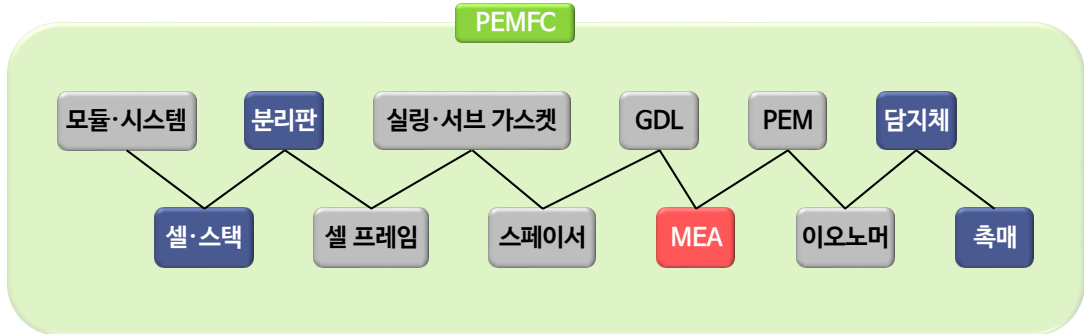 PEMFC
모듈·시스템
분리판
실링·서브 가스켓
GDL
PEM
담지체
셀·스택
셀 프레임
스페이서
MEA
이오노머
촉매